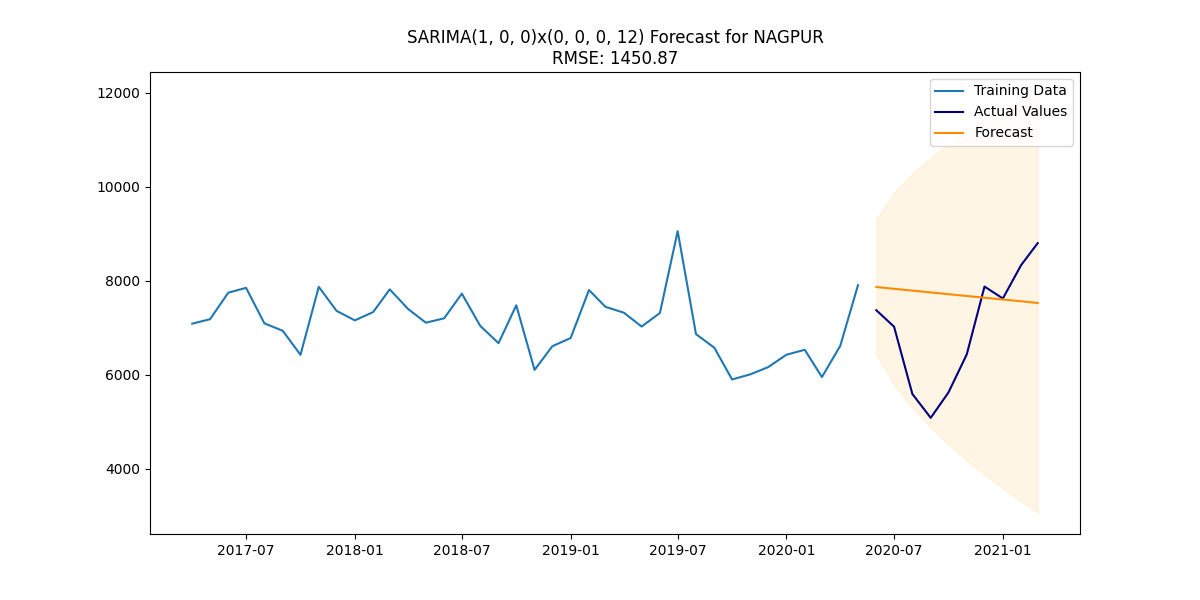 SARIMA(1, 0, 0)x(0, 0, 0, 12) Forecast for NAGPUR
RMSE: 1450.87
Training Data
Actual Values
Forecast
12000
10000
8000
6000
4000
2017-07
2018-01
2018-07
2019-01
2019-07
2020-01
2020-07
2021-01